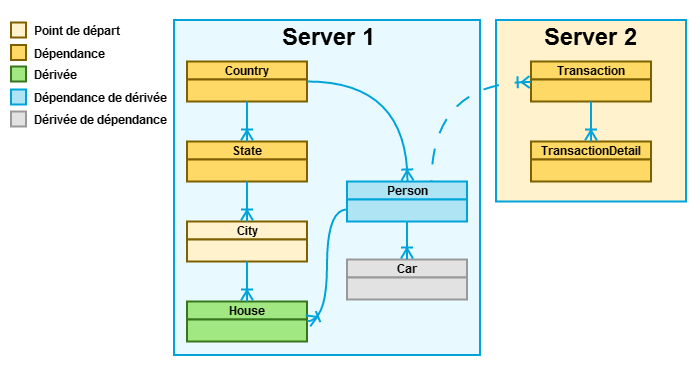 Point de départ
Dépendance
Dérivée
Dépendance de dérivée
Dérivée de dépendance
Server 1
Country
State
City
House
Person
Car
Server 2
Transaction
TransactionDetail